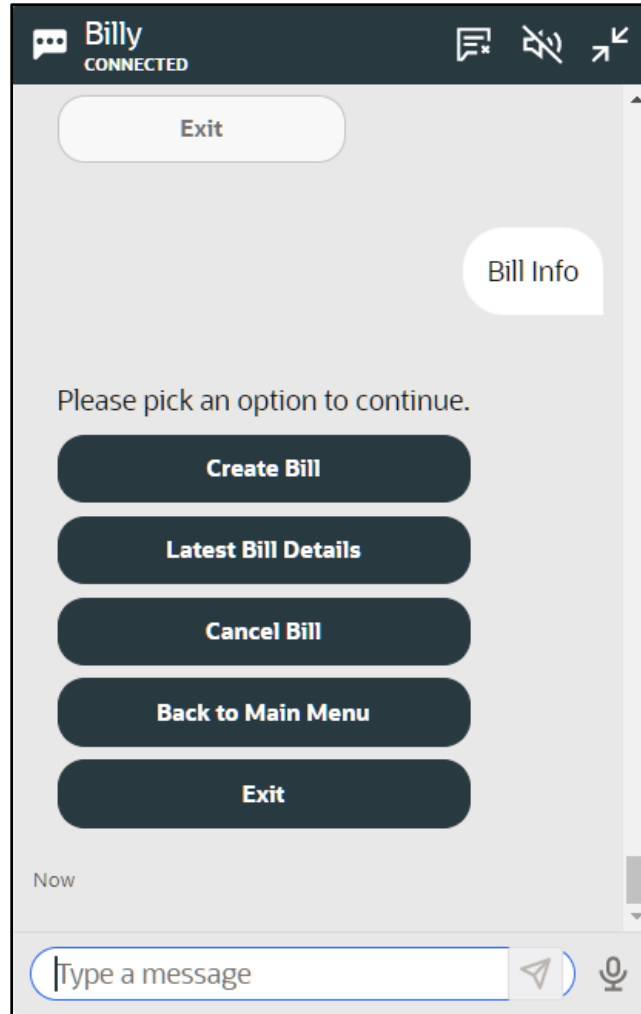 Billy
CONNECTED
Exit
Bill Info
Please pick an option to continue.
Create Bill
Latest Bill Details
Cancel Bill
Back to Main Menu
Exit
Now
Type a message